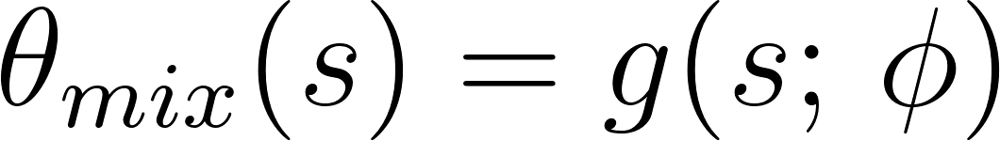 θ_{mix}(s) = g(s; ϕ)